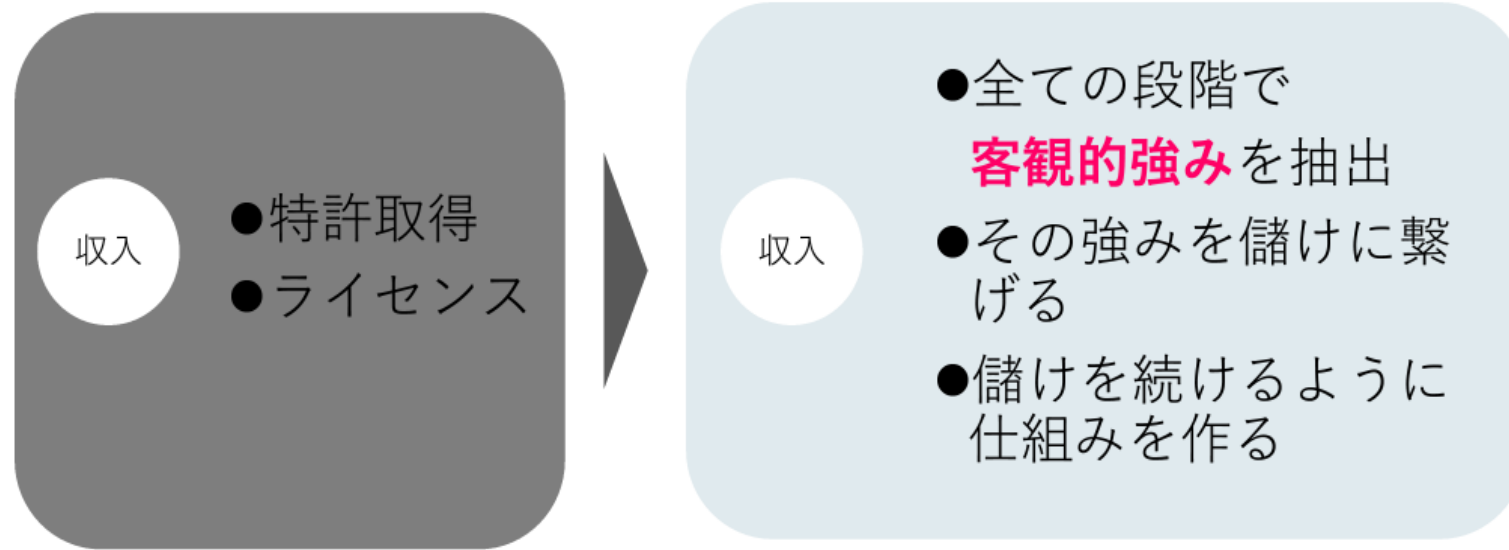 収入
●特許取得
●ライセンス
収入
●全ての段階で
客観的強みを抽出
●その強みを儲けに繋
げる
●儲けを続けるように
仕組みを作る